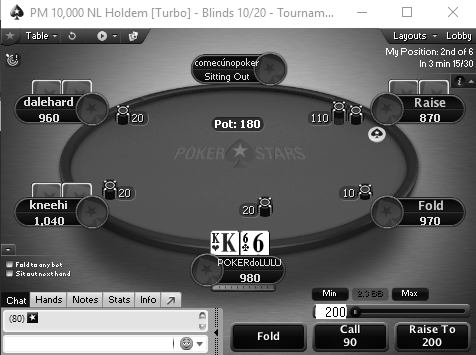 PM 10,000 NL Holdem [Turbo] - Blinds 10/20 - Tournam...
Table
Layouts
Lobby
My Position: 2nd of 6
In 3 min 15/30
comecúnopoker
Sitting Out
i
dalehard
960
20
Pot: 180
110
Raise
870
POKER STARS
kneehi
1,040
20
20
10
Fold
970
K K 6 6
POKERdoLULU
980
Fold to any bet
Sit out next hand
Chat Hands Notes Stats Info
Min 2.3 BB Max
(80)
200
Fold
Call
90
Raise To
200